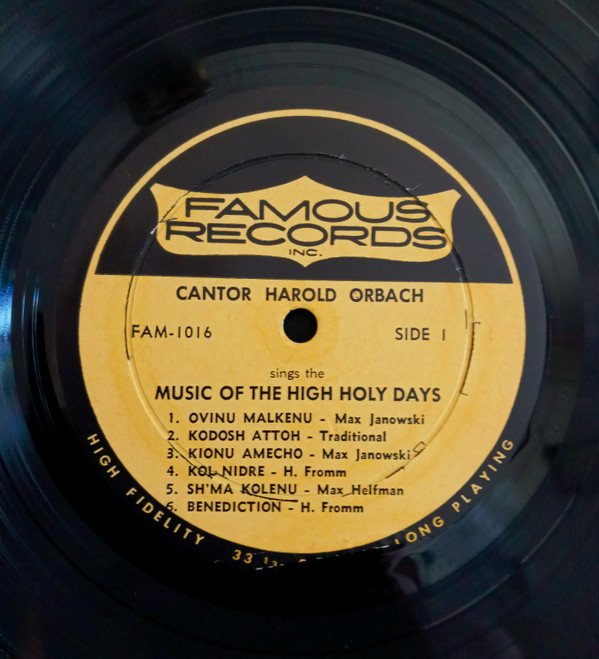 FAMOUS
RECORDS
INC.
CANTOR HAROLD ORBACH
FAM-1016 SIDE 1
sings the
MUSIC OF THE HIGH HOLY DAYS
1. OVINU MALKENU - Max Janowski
2. KODOSH ATTOH - Traditional
3. KIONU AMECHO - Max Janowski
4. KOL NIDRE - H. Fromm
5. SH'MA KOLENU - Max Helfman
6. BENEDICTION - H. Fromm
HIGH FIDELITY 33 LONG PLAYING